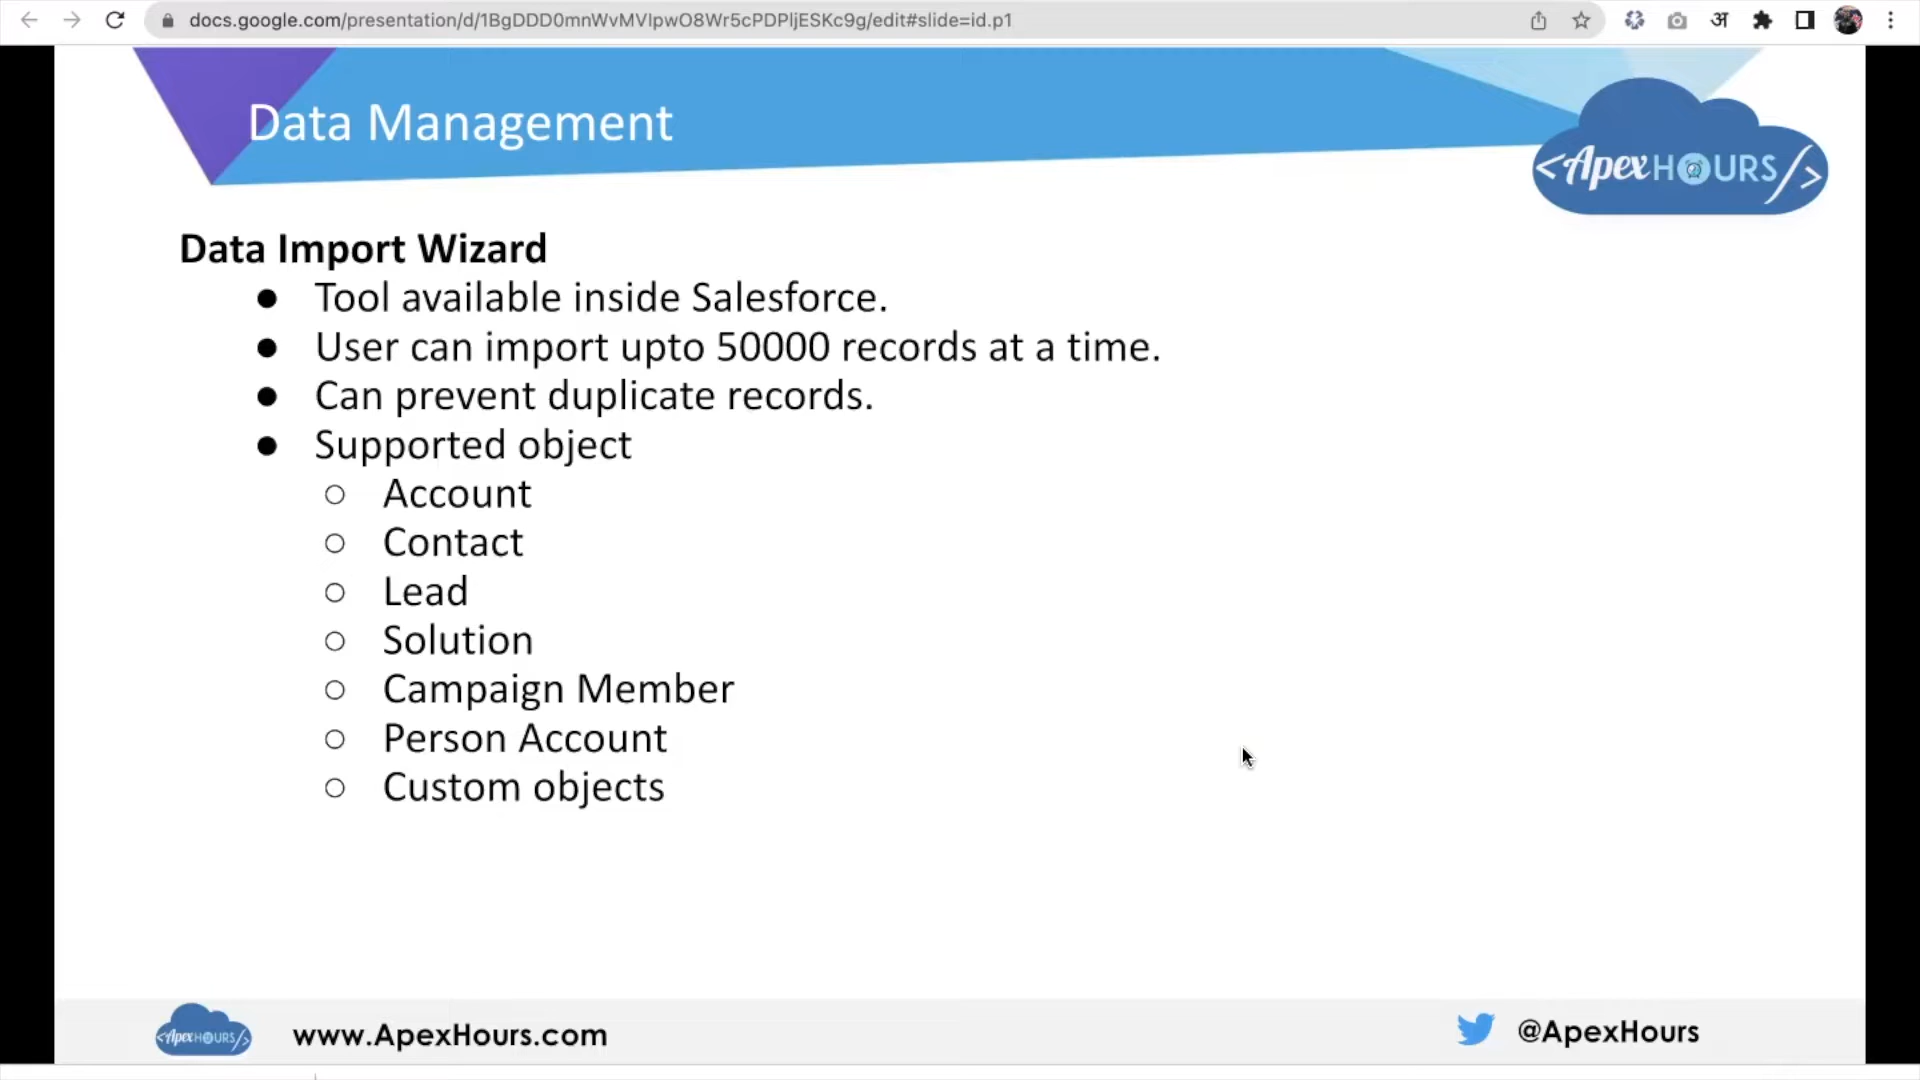 docs.google.com/presentation/d/1BgDDD0mnWvMVIpwO8Wr5cPDPljESKc9g/edit#slide=id.p1
अ
Data Management
<ApexHOURS/>
Data Import Wizard
● Tool available inside Salesforce.
● User can import upto 50000 records at a time.
● Can prevent duplicate records.
● Supported object
○ Account
○ Contact
○ Lead
○ Solution
○ Campaign Member
○ Person Account
○ Custom objects
<ApexHOURS/>
www.ApexHours.com
@ApexHours